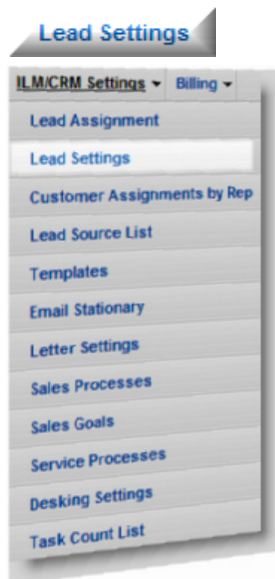 Lead Settings
ILM/CRM Settings Billing
Lead Assignment
Lead Settings
Customer Assignments by Rep
Lead Source List
Templates
Email Stationary
Letter Settings
Sales Processes
Sales Goals
Service Processes
Desking Settings
Task Count List